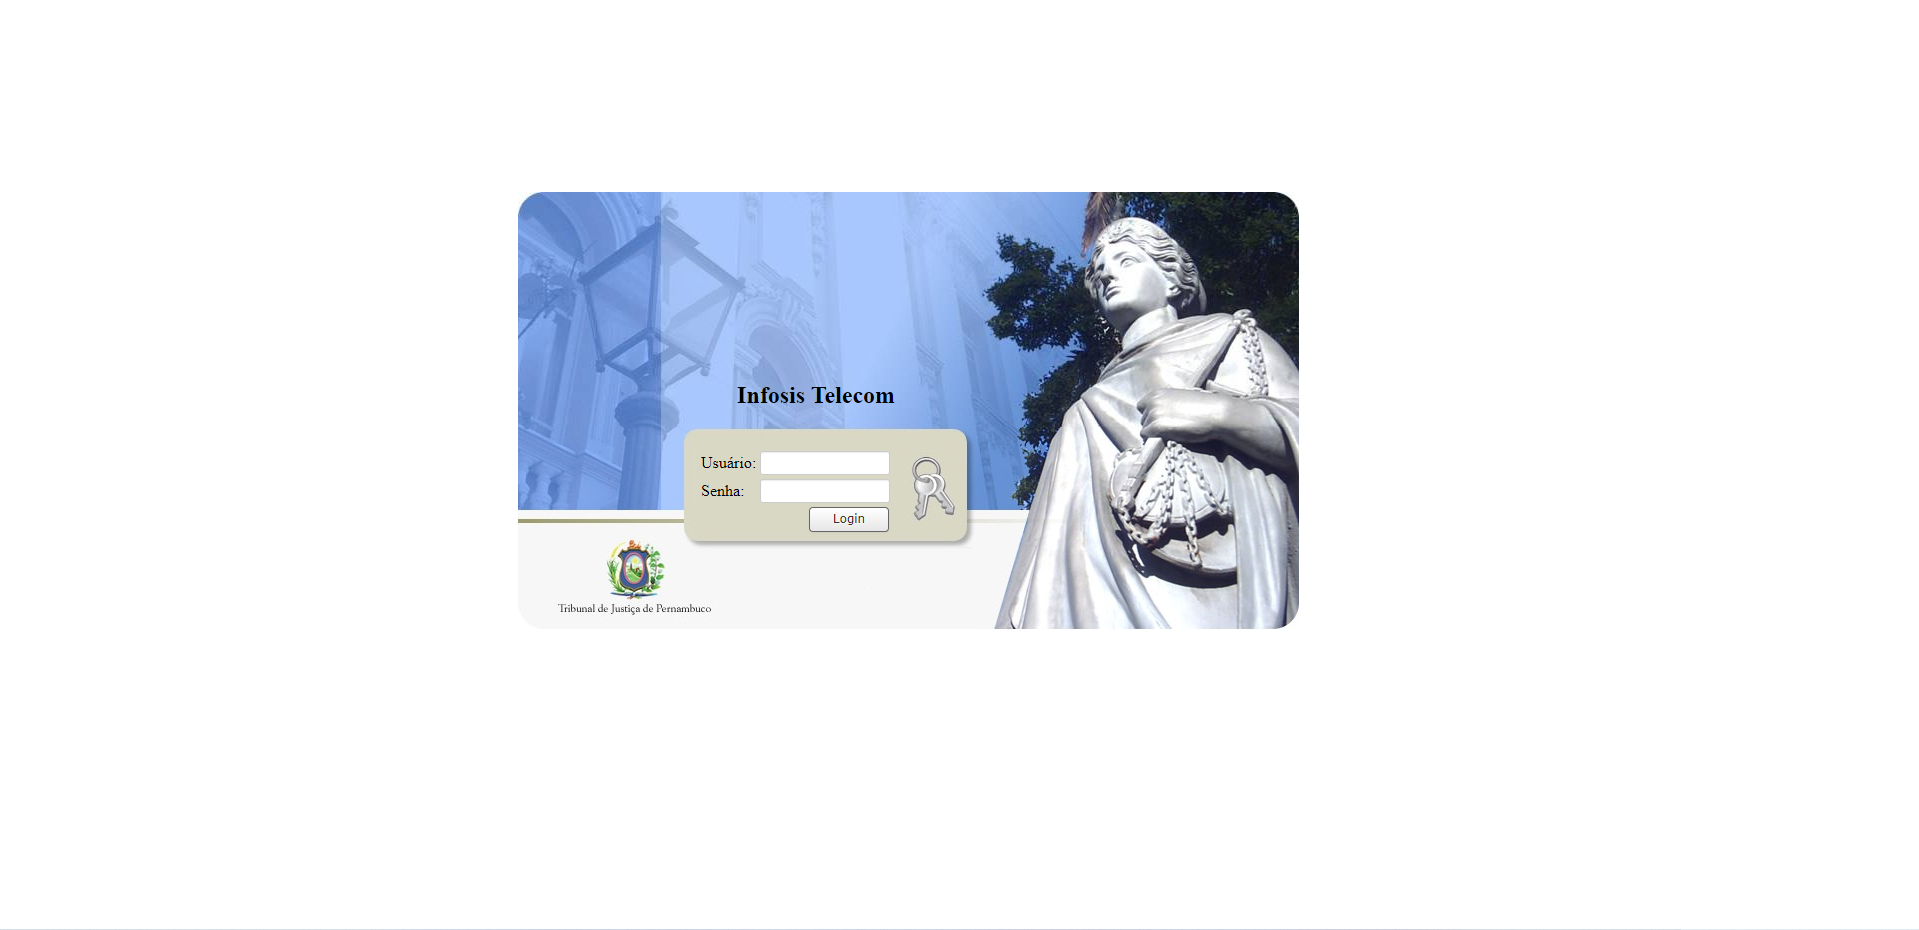 Infosis Telecom
Usuário:
Senha:
Login
Tribunal de Justiça de Pernambuco